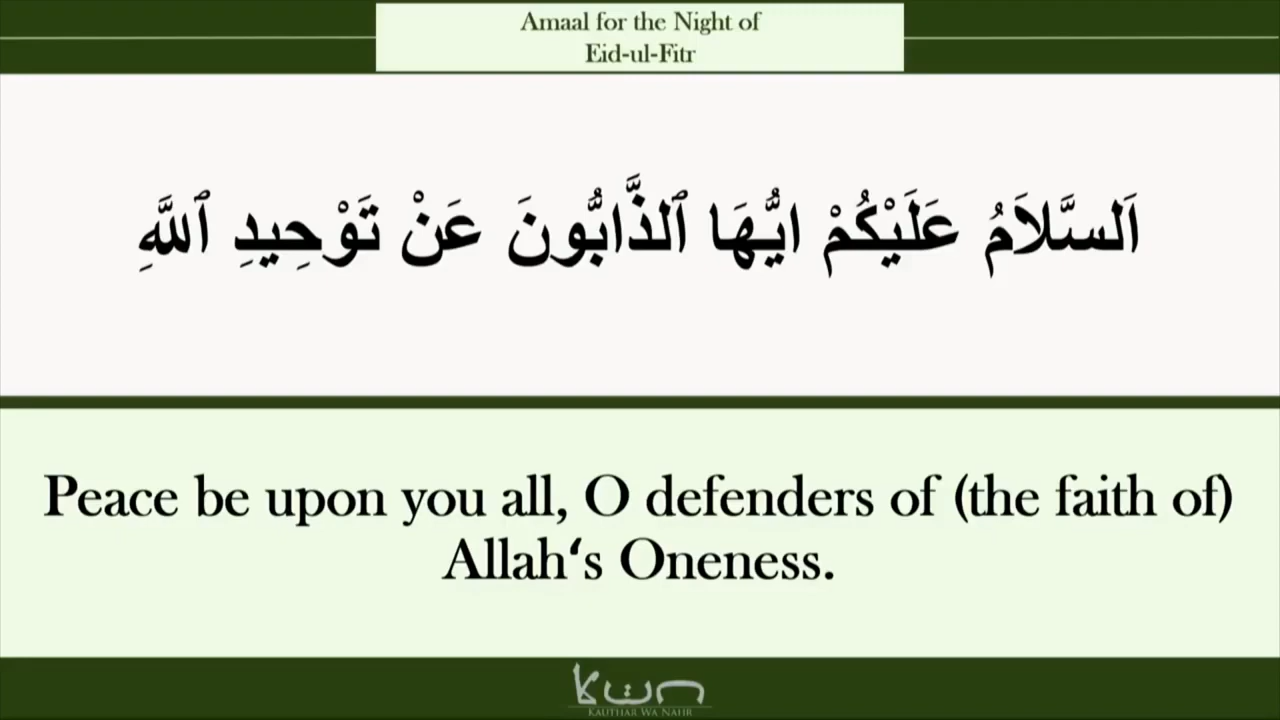 Amaal for the Night of
Eid-ul-Fitr
اَلسَّلاَمُ عَلَيْكُمْ ايُّهَا ٱلذَّابُّونَ عَنْ تَوْحِيدِ ٱللَّهِ
Peace be upon you all, O defenders of (the faith of)
Allah‘s Oneness.
KAUTHAR WA NAHR